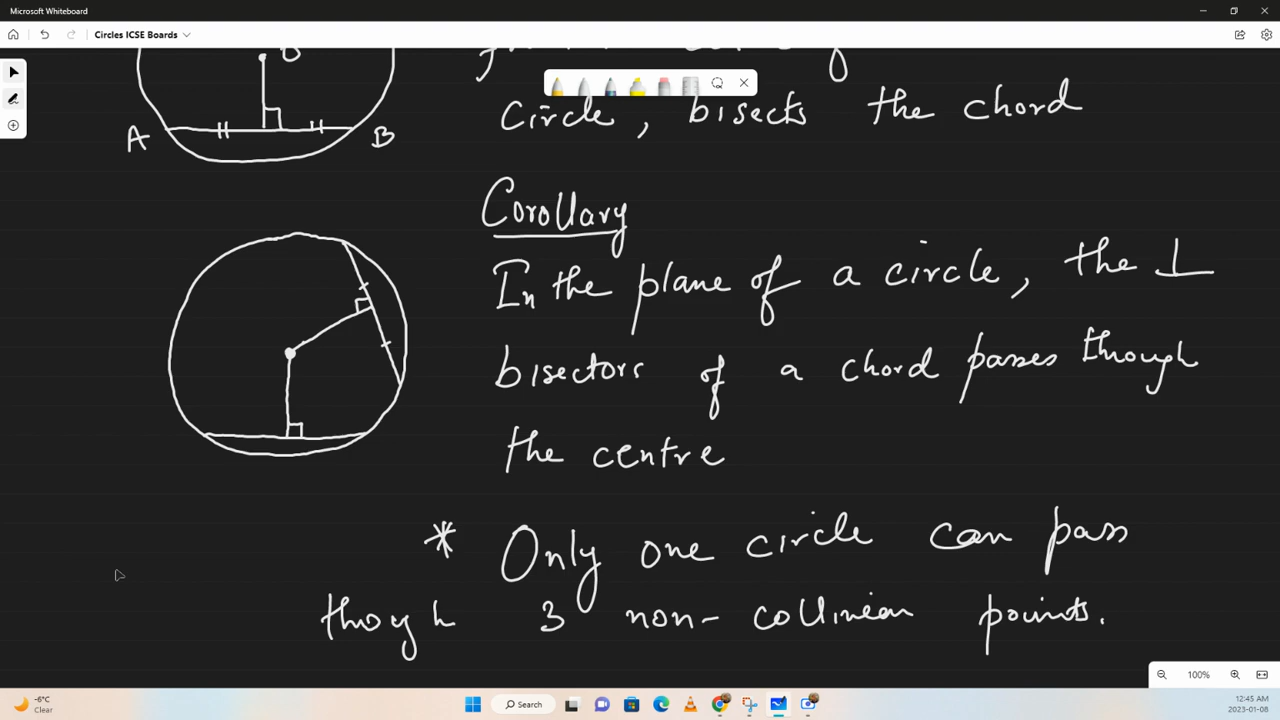 Microsoft Whiteboard
Circles ICSE Boards
circle, bisects the chord
A
B
Corollary
In the plane of a circle, the ⊥
bisectors of a chord passes through
the centre
* Only one circle can pass
though 3 non-collinear points.
100%
-6°C
Clear
Search
12:45 AM
2023-01-08